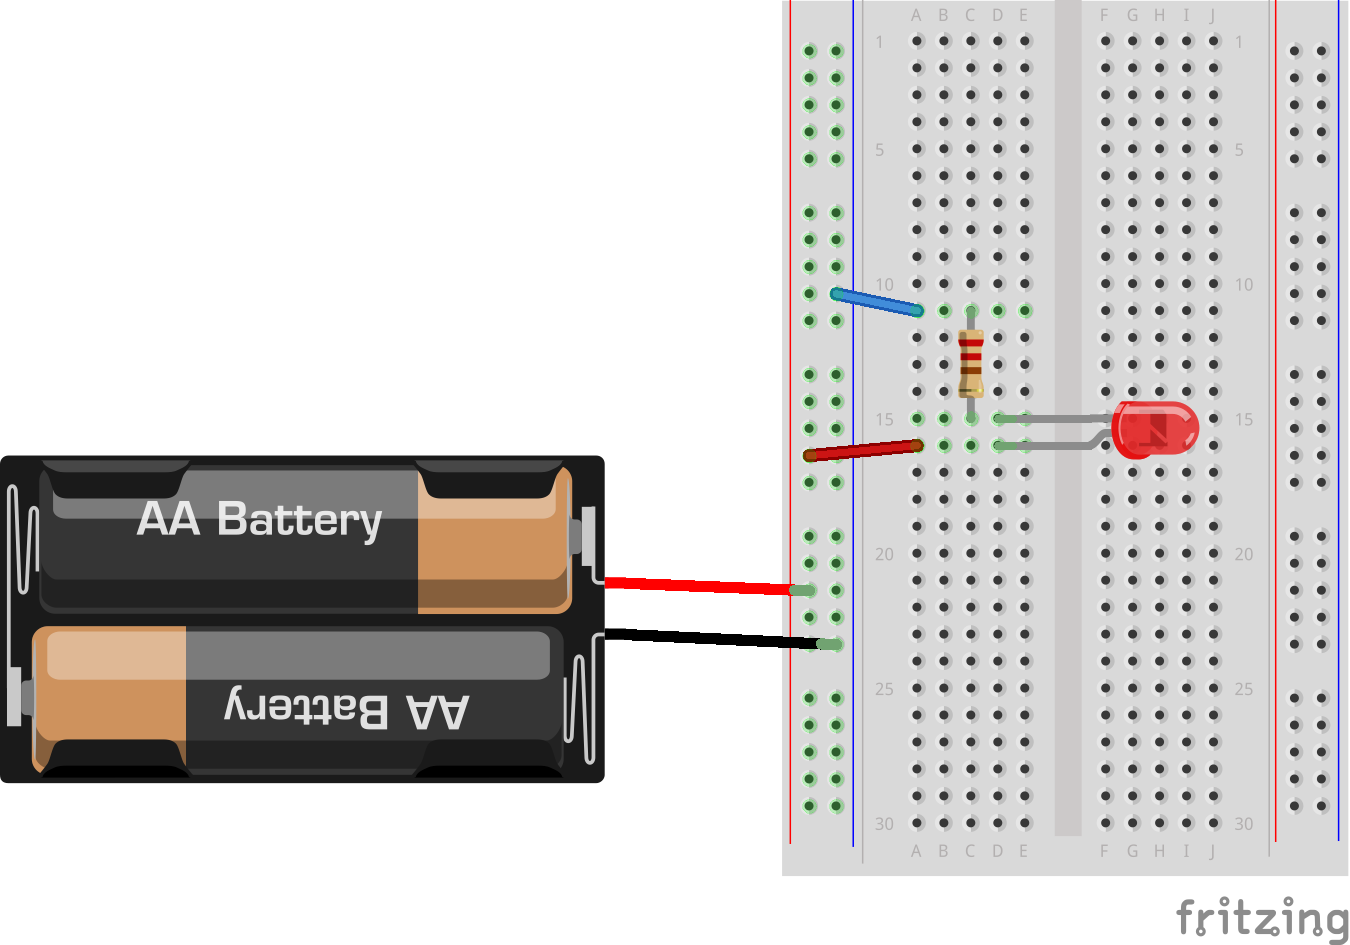 A B C D E F G H I J
1 1
5 5
10 10
15 15
AA Battery
20 20
AA Battery
25 25
30 30
A B C D E F G H I J
fritzing